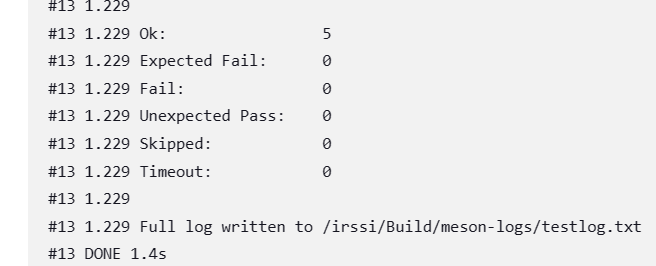 #13 1.229
#13 1.229 Ok:                 5
#13 1.229 Expected Fail:      0
#13 1.229 Fail:               0
#13 1.229 Unexpected Pass:    0
#13 1.229 Skipped:            0
#13 1.229 Timeout:            0
#13 1.229
#13 1.229 Full log written to /irssi/Build/meson-logs/testlog.txt
#13 DONE 1.4s